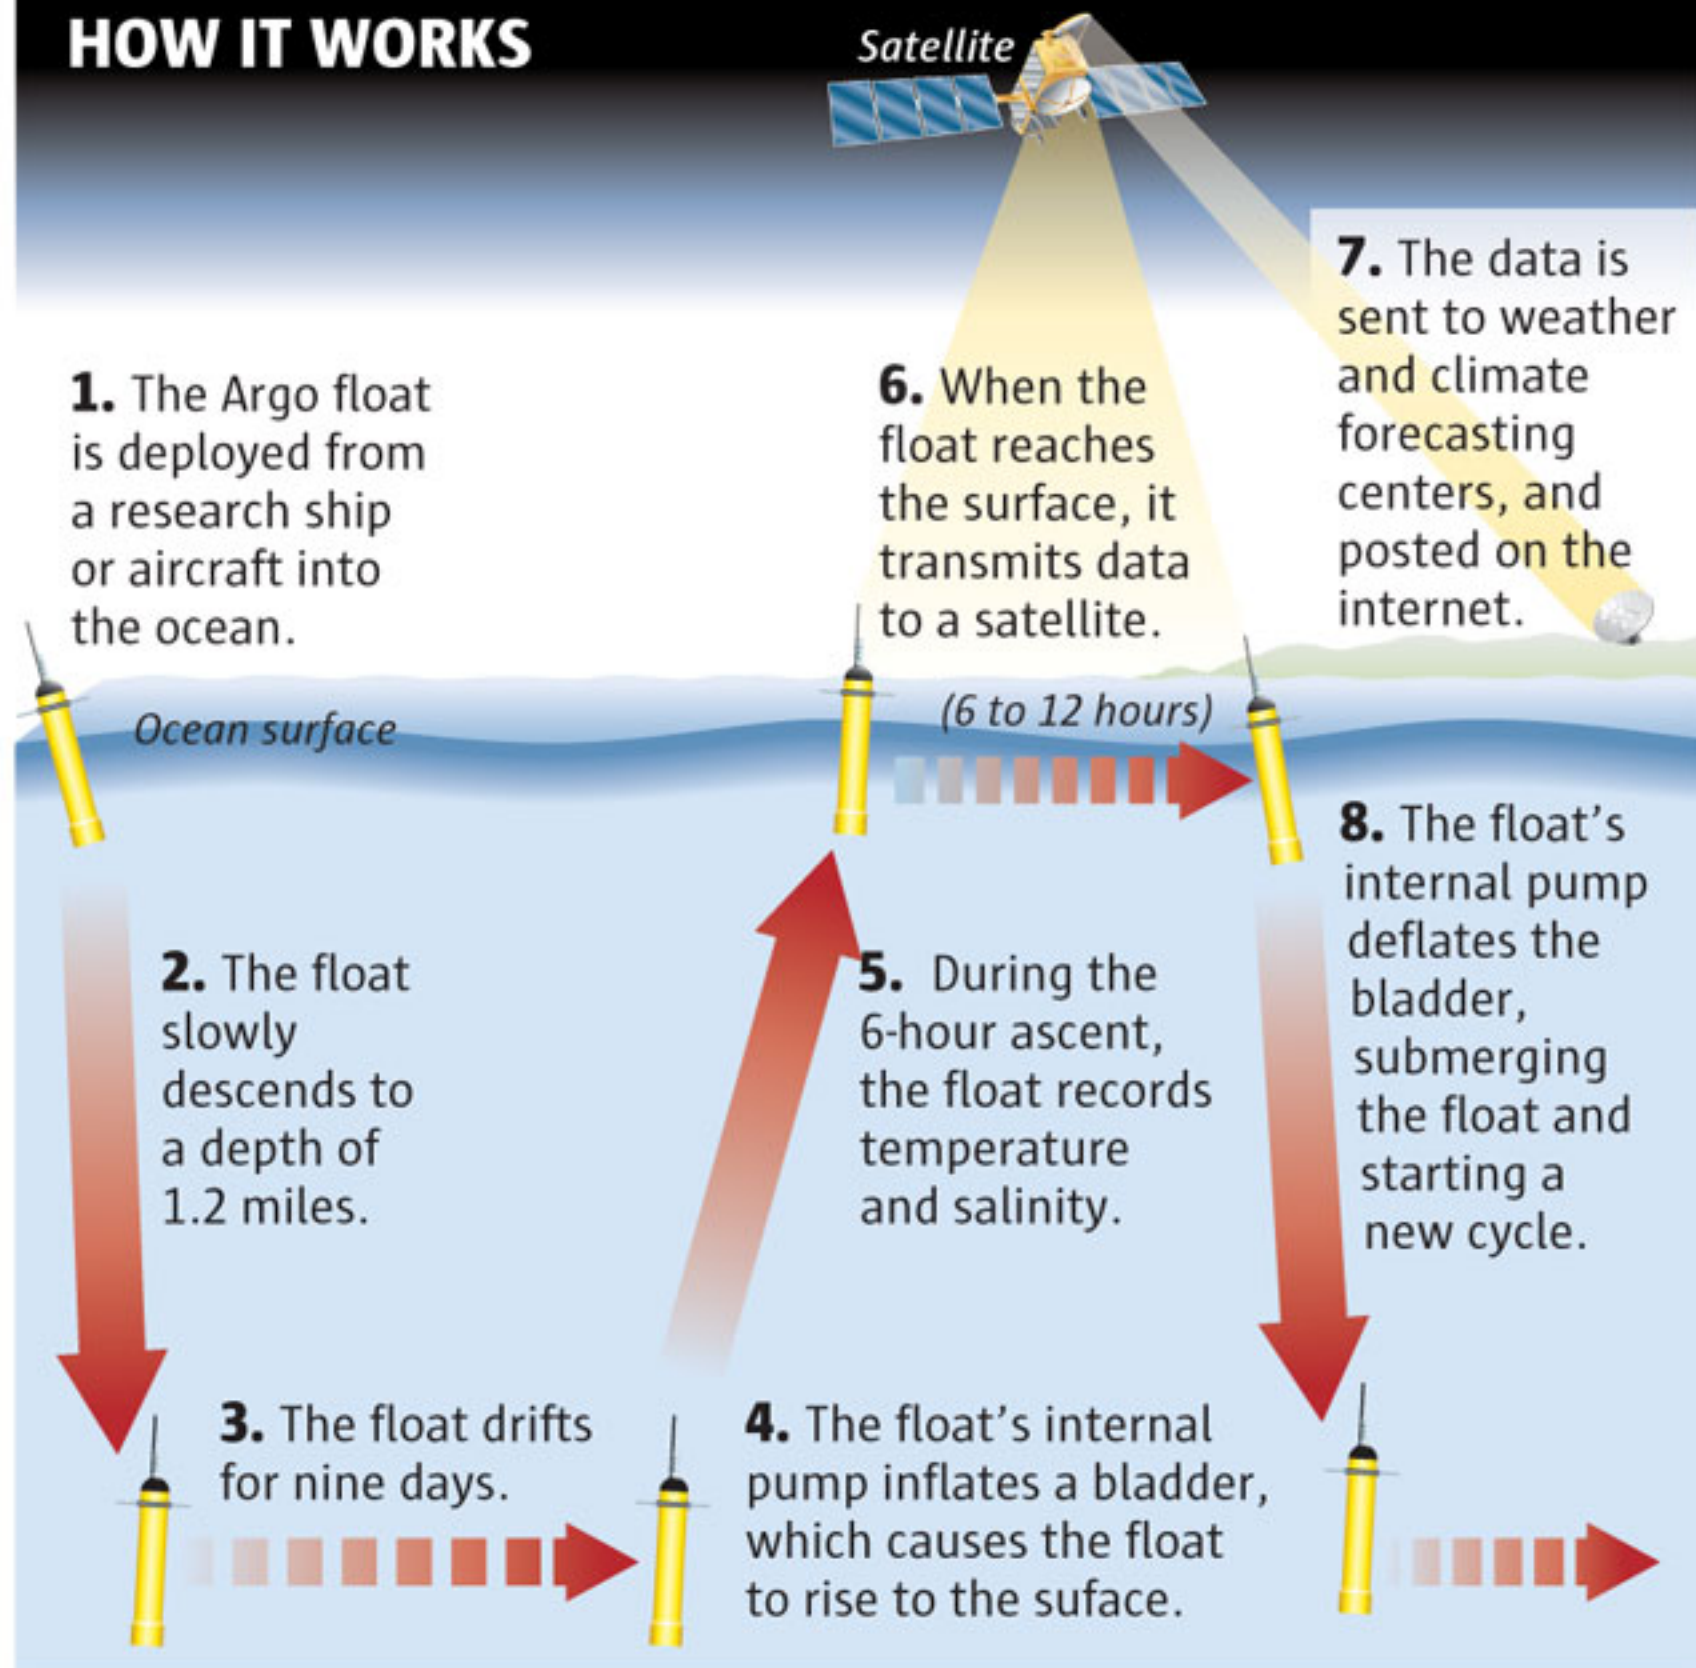 HOW IT WORKS
Satellite
1. The Argo float
is deployed from
a research ship
or aircraft into
the ocean.
Ocean surface
2. The float
slowly
descends to
a depth of
1.2 miles.
3. The float drifts
for nine days.
4. The float's internal
pump inflates a bladder,
which causes the float
to rise to the suface.
5. During the
6-hour ascent,
the float records
temperature
and salinity.
6. When the
float reaches
the surface, it
transmits data
to a satellite.
(6 to 12 hours)
7. The data is
sent to weather
and climate
forecasting
centers, and
posted on the
internet.
8. The float's
internal pump
deflates the
bladder,
submerging
the float and
starting a
new cycle.